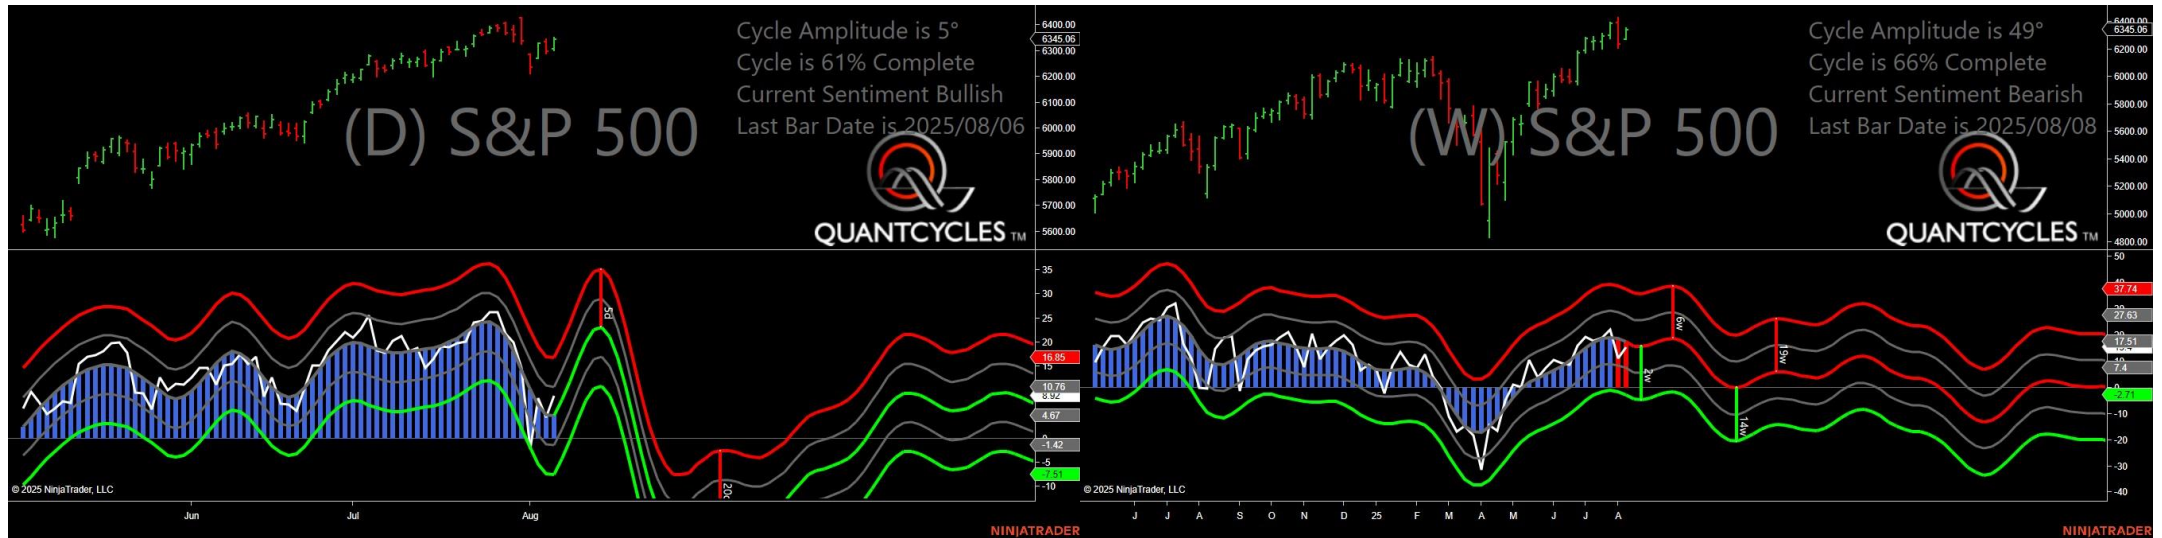 Cycle Amplitude is 5°
Cycle is 61% Complete
Current Sentiment Bullish
Last Bar Date is 2025/08/06
(D) S&P 500
QUANTCYCLES TM
6400.00
6345.06
6300.00
6200.00
6100.00
6000.00
5900.00
5800.00
5700.00
5600.00
35
30
25
20
16.85
15
10.76
8.92
4.67
0
-1.42
-5
-7.51
-10
5d
© 2025 NinjaTrader, LLC
Jun Jul Aug
NINJATRADER
Cycle Amplitude is 49°
Cycle is 66% Complete
Current Sentiment Bearish
Last Bar Date is 2025/08/08
(W) S&P 500
QUANTCYCLES TM
6400.00
6345.06
6200.00
6000.00
5800.00
5600.00
5400.00
5200.00
5000.00
4800.00
50
40
37.74
27.63
20
17.51
10
7.4
0
-2.71
-10
-20
-30
-40
2w
6w
14w
19w
© 2025 NinjaTrader, LLC
J J A S O N D 25 F M A M J J A
NINJATRADER